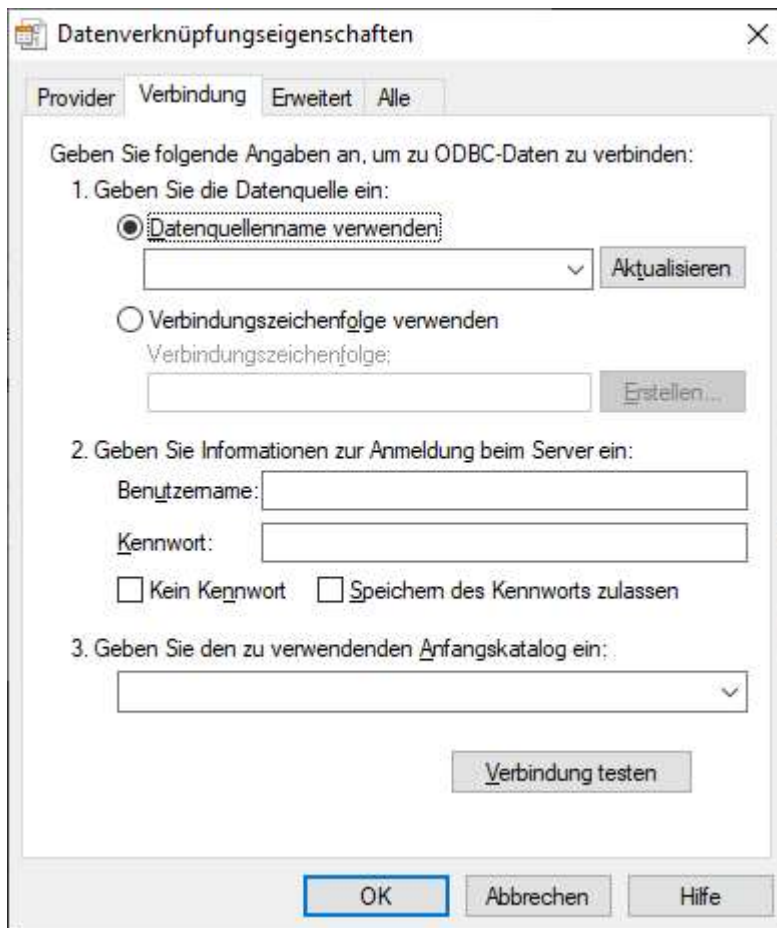 Datenverknüpfungseigenschaften
Provider Verbindung Erweitert Alle
Geben Sie folgende Angaben an, um zu ODBC-Daten zu verbinden:
1. Geben Sie die Datenquelle ein:
Datenquellenname verwenden
Aktualisieren
Verbindungszeichenfolge verwenden
Verbindungszeichenfolge:
Erstellen...
2. Geben Sie Informationen zur Anmeldung beim Server ein:
Benutzername:
Kennwort:
Kein Kennwort Speichern des Kennworts zulassen
3. Geben Sie den zu verwendenden Anfangskatalog ein:
Verbindung testen
OK Abbrechen Hilfe